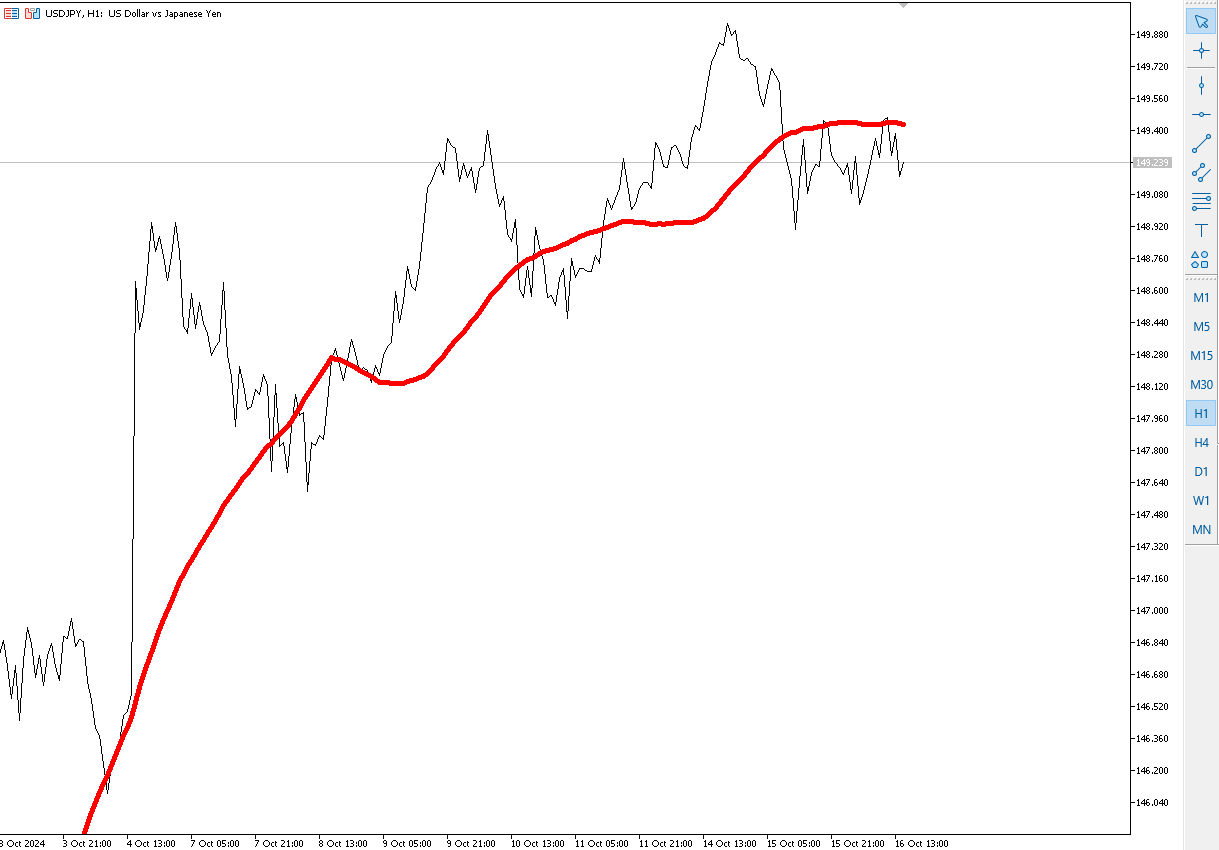 USDJPY, H1: US Dollar vs Japanese Yen
149.880
149.720
149.560
149.400
149.239
149.080
148.920
148.760
148.600
148.440
148.280
148.120
147.960
147.800
147.640
147.480
147.320
147.160
147.000
146.840
146.680
146.520
146.360
146.200
146.040
3 Oct 2024 3 Oct 21:00 4 Oct 13:00 7 Oct 05:00 7 Oct 21:00 8 Oct 13:00 9 Oct 05:00 9 Oct 21:00 10 Oct 13:00 11 Oct 05:00 11 Oct 21:00 14 Oct 13:00 15 Oct 05:00 15 Oct 21:00 16 Oct 13:00
M1
M5
M15
M30
H1
H4
D1
W1
MN